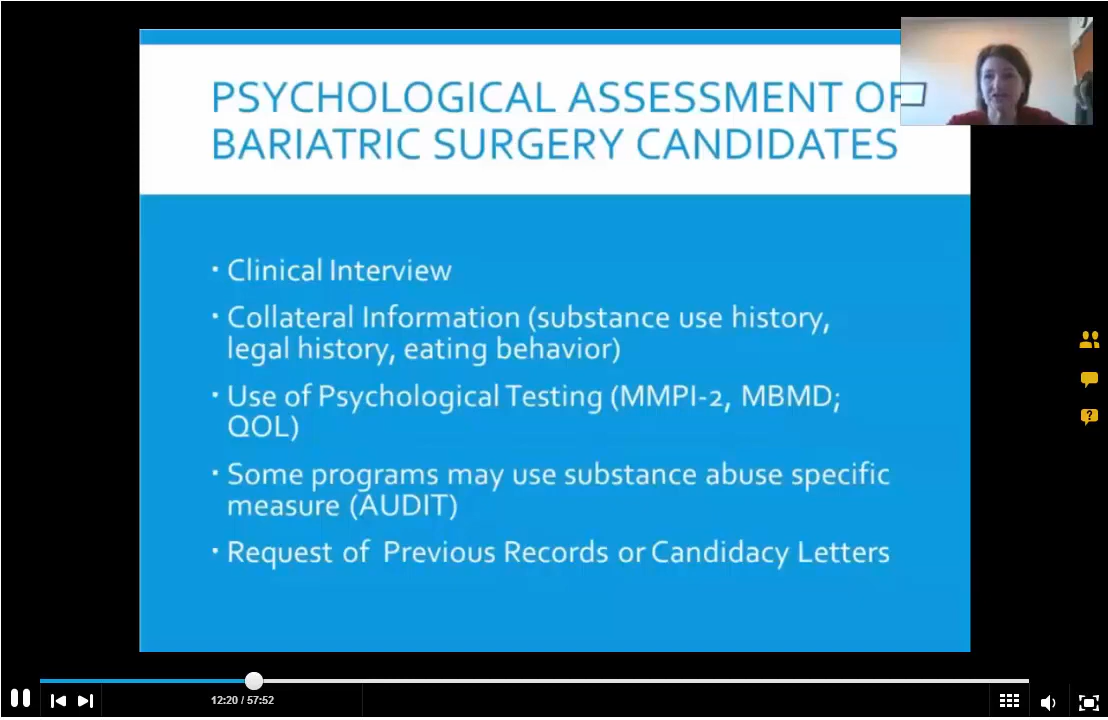 PSYCHOLOGICAL ASSESSMENT OF
BARIATRIC SURGERY CANDIDATES
· Clinical Interview
· Collateral Information (substance use history,
legal history, eating behavior)
· Use of Psychological Testing (MMPI-2, MBMD;
QOL)
· Some programs may use substance abuse specific
measure (AUDIT)
· Request of Previous Records or Candidacy Letters
?
12:20 / 57:52